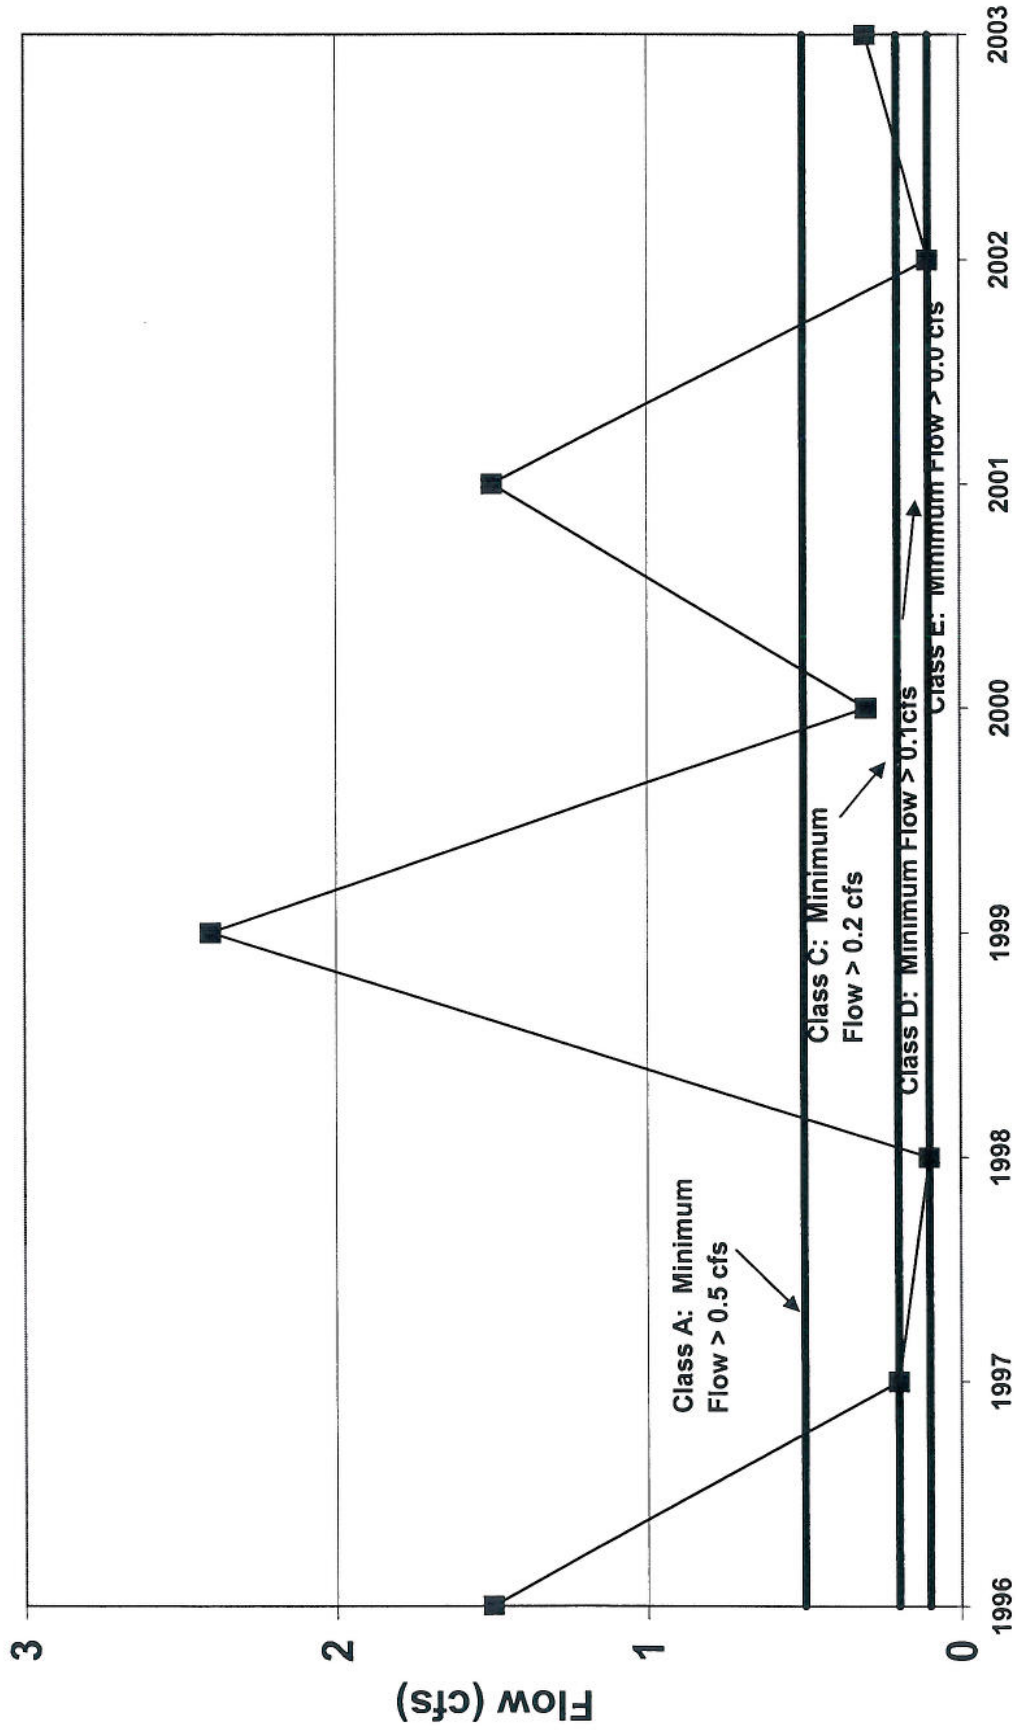 3
2
1
0
Flow (cfs)
1996
1997
1998
1999
2000
2001
2002
2003
Class A: Minimum
Flow > 0.5 cfs
Class C: Minimum
Flow > 0.2 cfs
Class D: Minimum Flow > 0.1cfs
Class E: Minimum Flow > 0.0 cfs